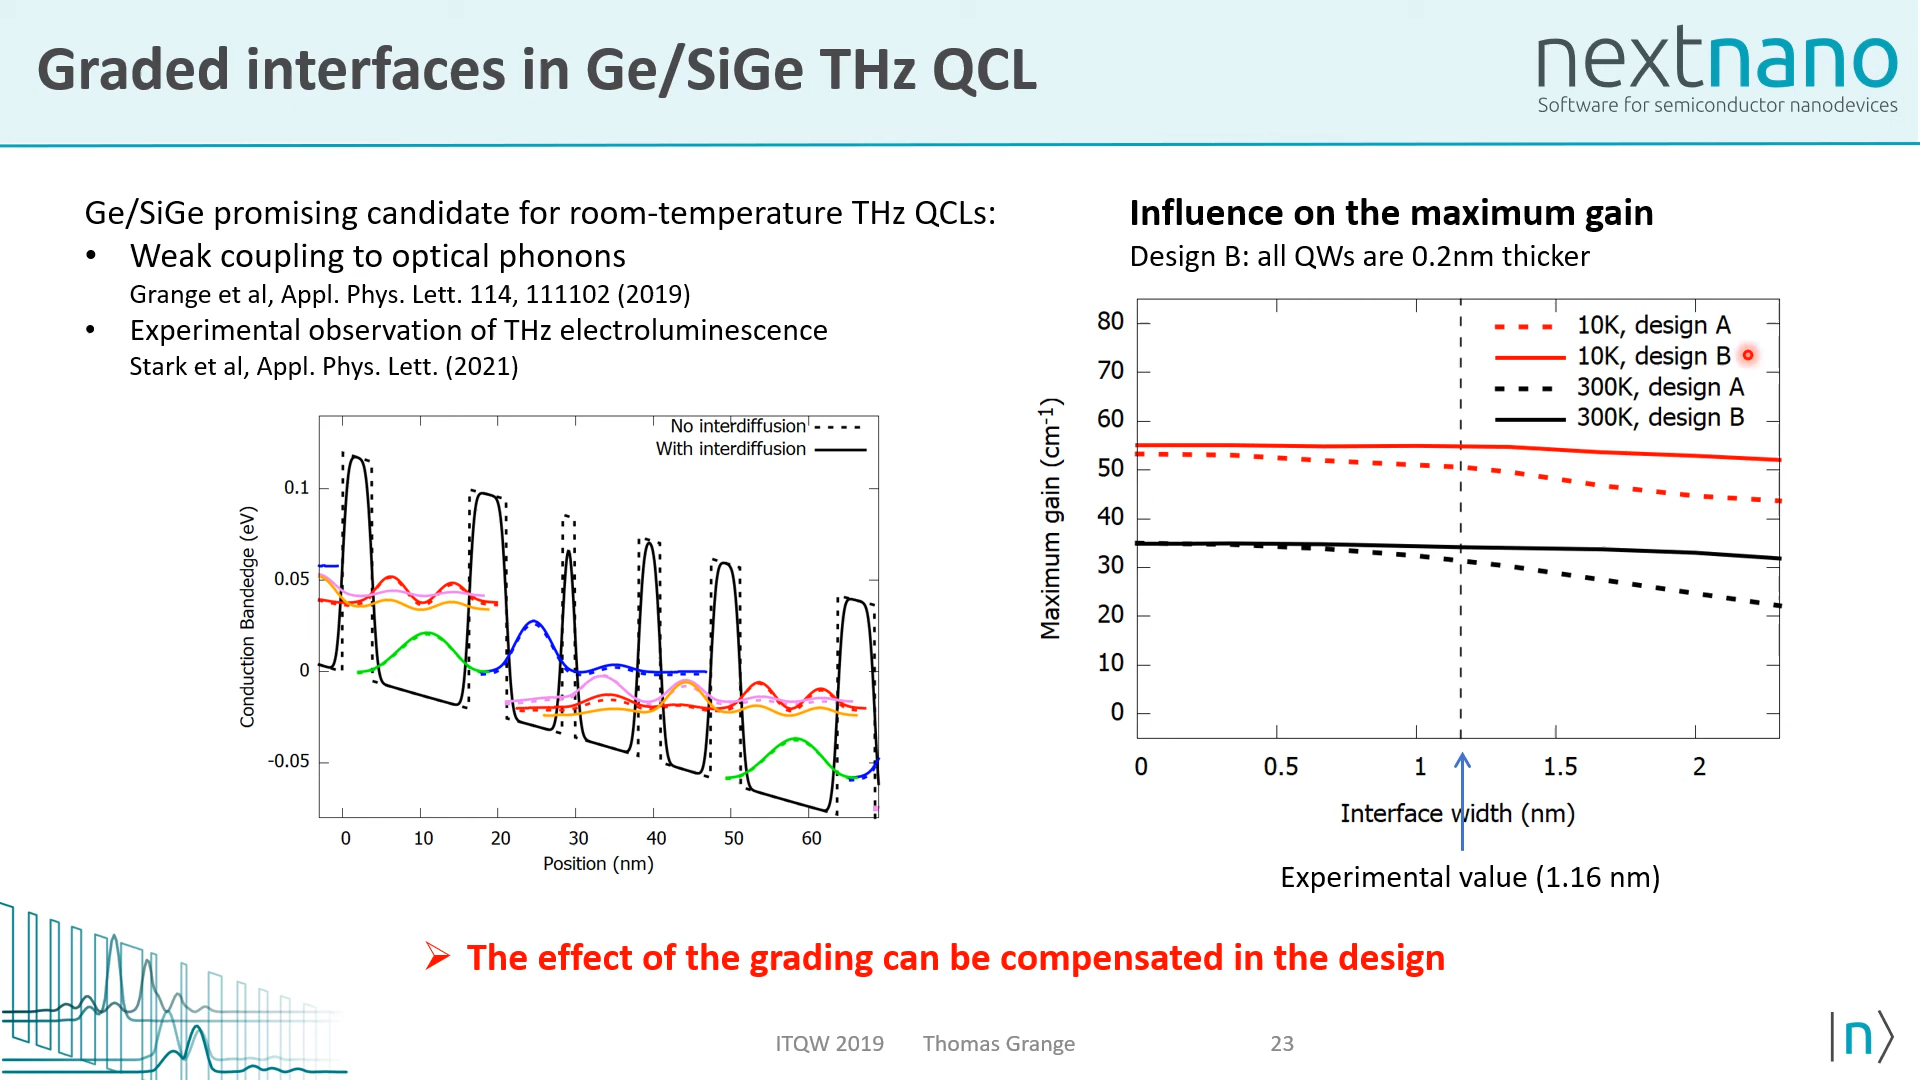 Graded interfaces in Ge/SiGe THz QCL
nextnano
Software for semiconductor nanodevices
Ge/SiGe promising candidate for room-temperature THz QCLs:
• Weak coupling to optical phonons
Grange et al, Appl. Phys. Lett. 114, 111102 (2019)
• Experimental observation of THz electroluminescence
Stark et al, Appl. Phys. Lett. (2021)
No interdiffusion
With interdiffusion
Conduction Bandedge (eV)
0.1
0.05
0
-0.05
0 10 20 30 40 50 60
Position (nm)
Influence on the maximum gain
Design B: all QWs are 0.2nm thicker
10K, design A
10K, design B
300K, design A
300K, design B
Maximum gain (cm-1)
80
70
60
50
40
30
20
10
0
0 0.5 1 1.5 2
Interface width (nm)
Experimental value (1.16 nm)
➢ The effect of the grading can be compensated in the design
ITQW 2019 Thomas Grange 23
|n⟩